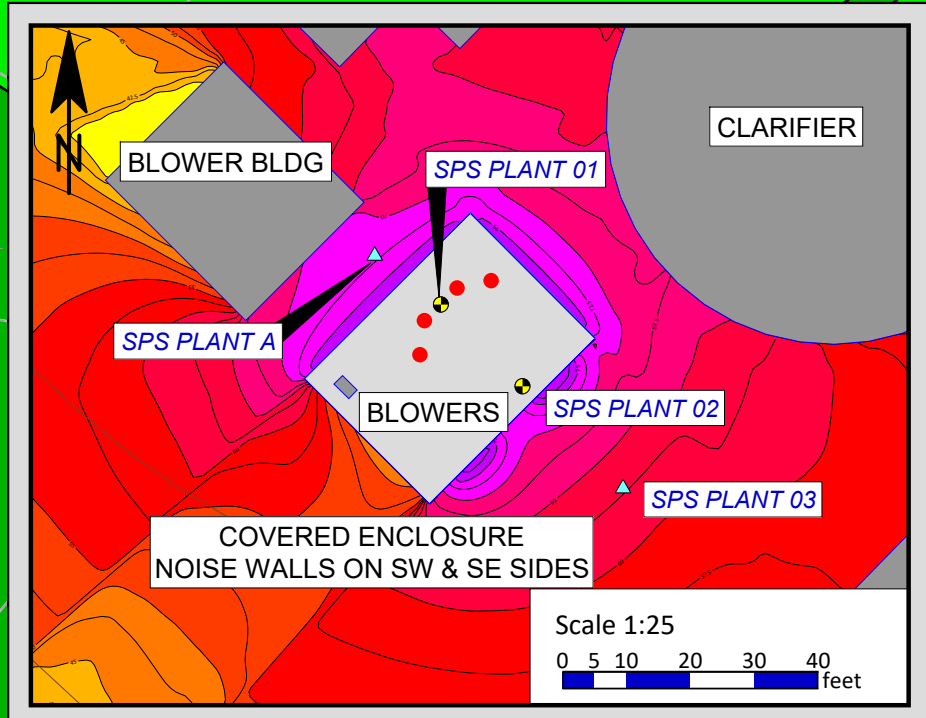 N
BLOWER BLDG
SPS PLANT 01
CLARIFIER
SPS PLANT A
BLOWERS
SPS PLANT 02
SPS PLANT 03
COVERED ENCLOSURE
NOISE WALLS ON SW & SE SIDES
Scale 1:25
0 5 10 20 30 40
feet